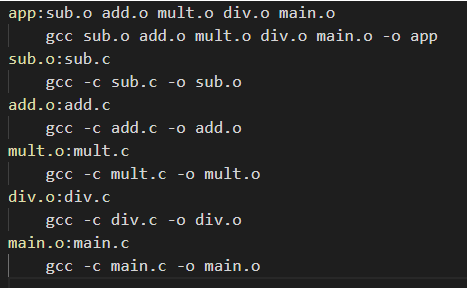 app:sub.o add.o mult.o div.o main.o
    gcc sub.o add.o mult.o div.o main.o -o app
sub.o:sub.c
    gcc -c sub.c -o sub.o
add.o:add.c
    gcc -c add.c -o add.o
mult.o:mult.c
    gcc -c mult.c -o mult.o
div.o:div.c
    gcc -c div.c -o div.o
main.o:main.c
    gcc -c main.c -o main.o